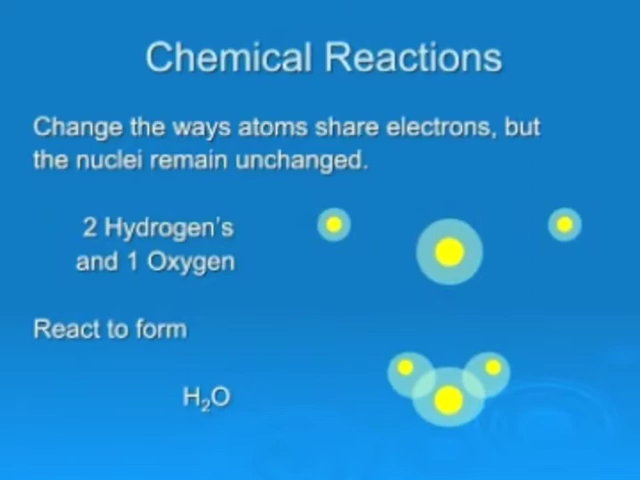 Chemical Reactions
Change the ways atoms share electrons, but
the nuclei remain unchanged.
2 Hydrogen's
and 1 Oxygen
React to form
H₂O